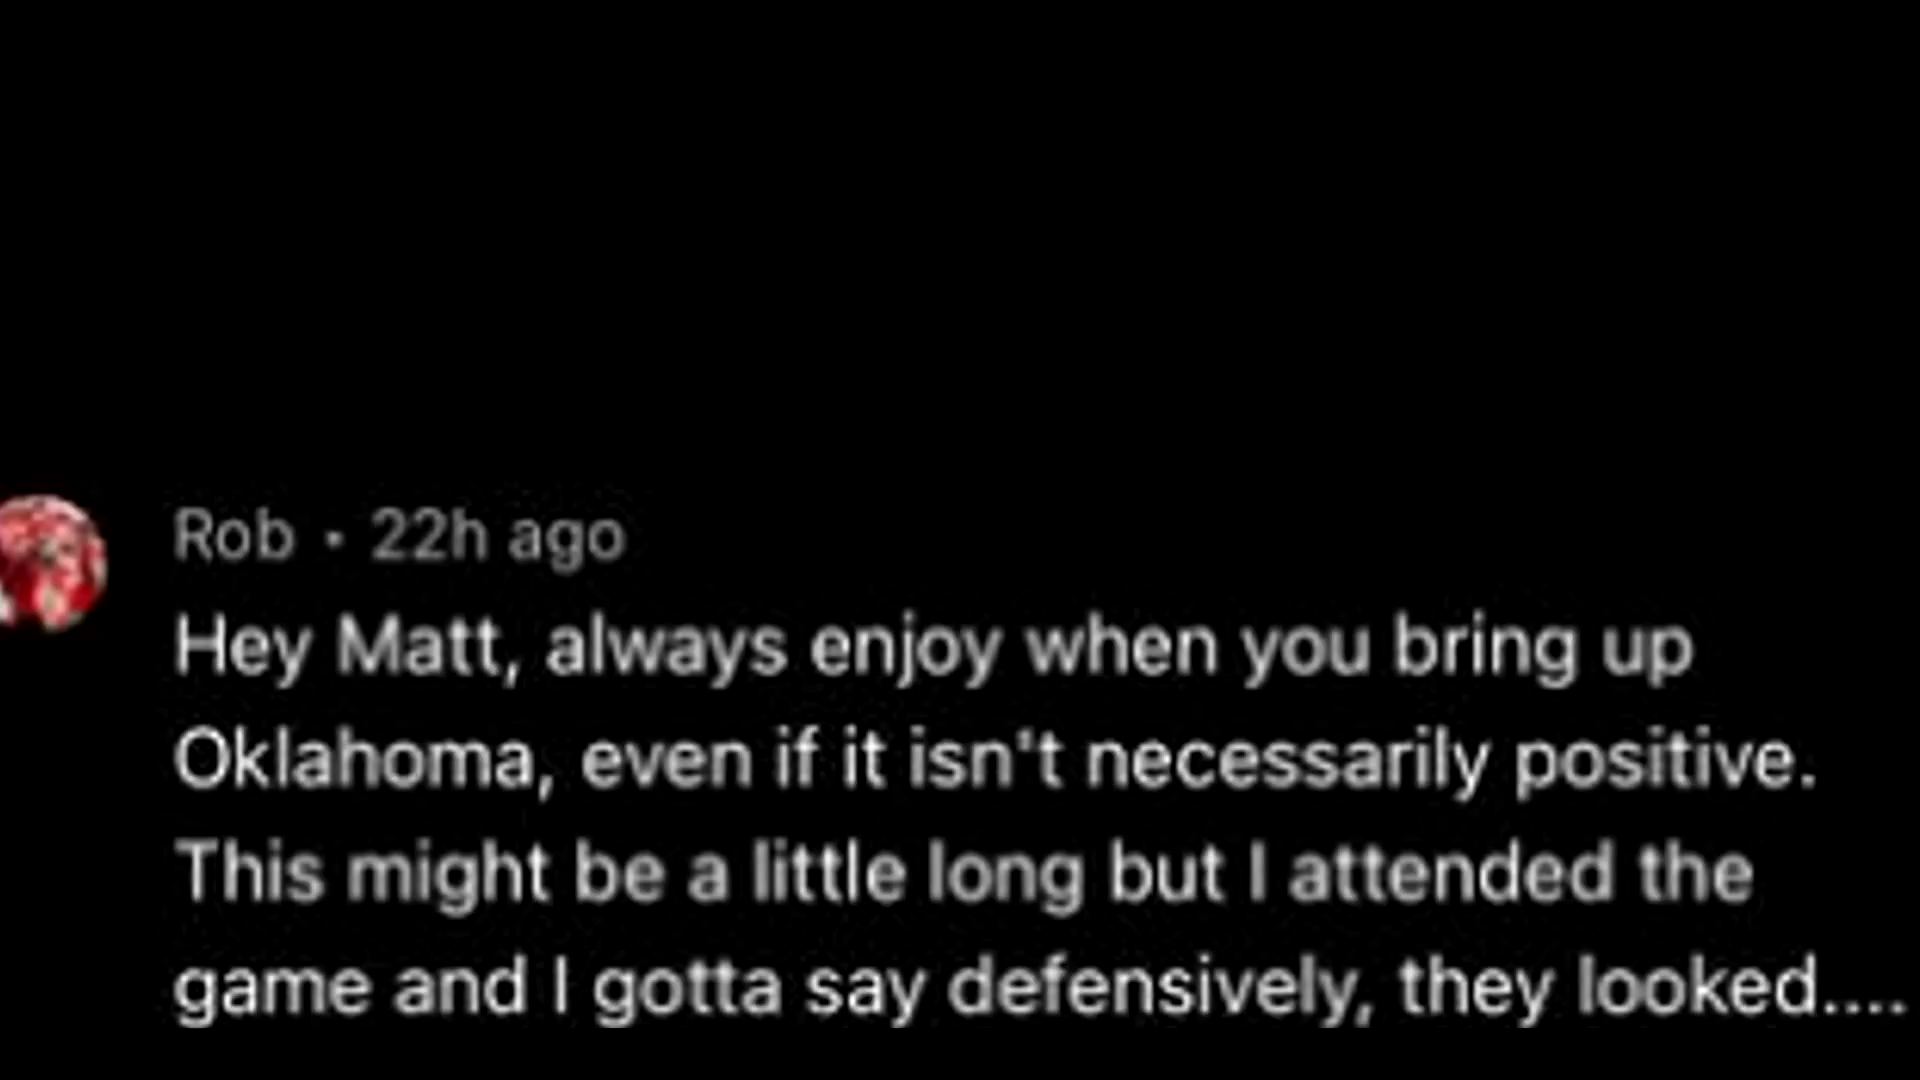 Rob • 22h ago
Hey Matt, always enjoy when you bring up
Oklahoma, even if it isn't necessarily positive.
This might be a little long but I attended the
game and I gotta say defensively, they looked....